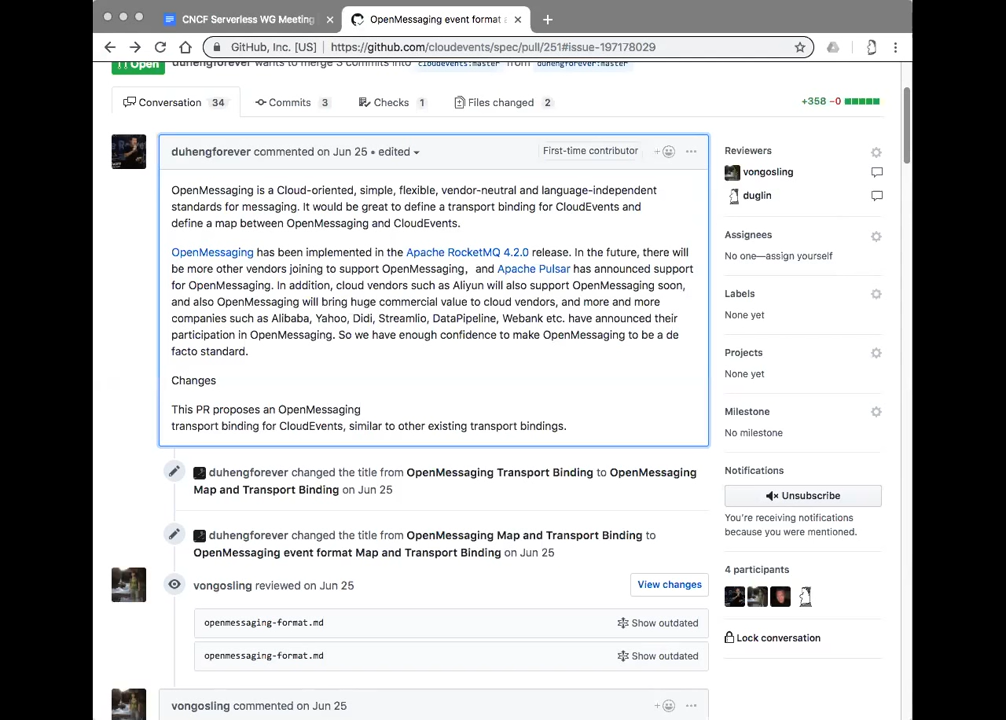 CNCF Serverless WG Meeting
OpenMessaging event format a
GitHub, Inc. [US] | https://github.com/cloudevents/spec/pull/251#issue-197178029
Open duhengforever wants to merge 3 commits into cloudevents:master from duhengforever:master
Conversation 34 Commits 3 Checks 1 Files changed 2 +358 −0
duhengforever commented on Jun 25 • edited First-time contributor
OpenMessaging is a Cloud-oriented, simple, flexible, vendor-neutral and language-independent
standards for messaging. It would be great to define a transport binding for CloudEvents and
define a map between OpenMessaging and CloudEvents.
OpenMessaging has been implemented in the Apache RocketMQ 4.2.0 release. In the future, there will
be more other vendors joining to support OpenMessaging，and Apache Pulsar has announced support
for OpenMessaging. In addition, cloud vendors such as Aliyun will also support OpenMessaging soon,
and also OpenMessaging will bring huge commercial value to cloud vendors, and more and more
companies such as Alibaba, Yahoo, Didi, Streamlio, DataPipeline, Webank etc. have announced their
participation in OpenMessaging. So we have enough confidence to make OpenMessaging to be a de
facto standard.
Changes
This PR proposes an OpenMessaging
transport binding for CloudEvents, similar to other existing transport bindings.
duhengforever changed the title from OpenMessaging Transport Binding to OpenMessaging
Map and Transport Binding on Jun 25
duhengforever changed the title from OpenMessaging Map and Transport Binding to
OpenMessaging event format Map and Transport Binding on Jun 25
vongosling reviewed on Jun 25 View changes
openmessaging-format.md Show outdated
openmessaging-format.md Show outdated
vongosling commented on Jun 25
Reviewers
vongosling
duglin
Assignees
No one—assign yourself
Labels
None yet
Projects
None yet
Milestone
No milestone
Notifications
Unsubscribe
You're receiving notifications
because you were mentioned.
4 participants
Lock conversation